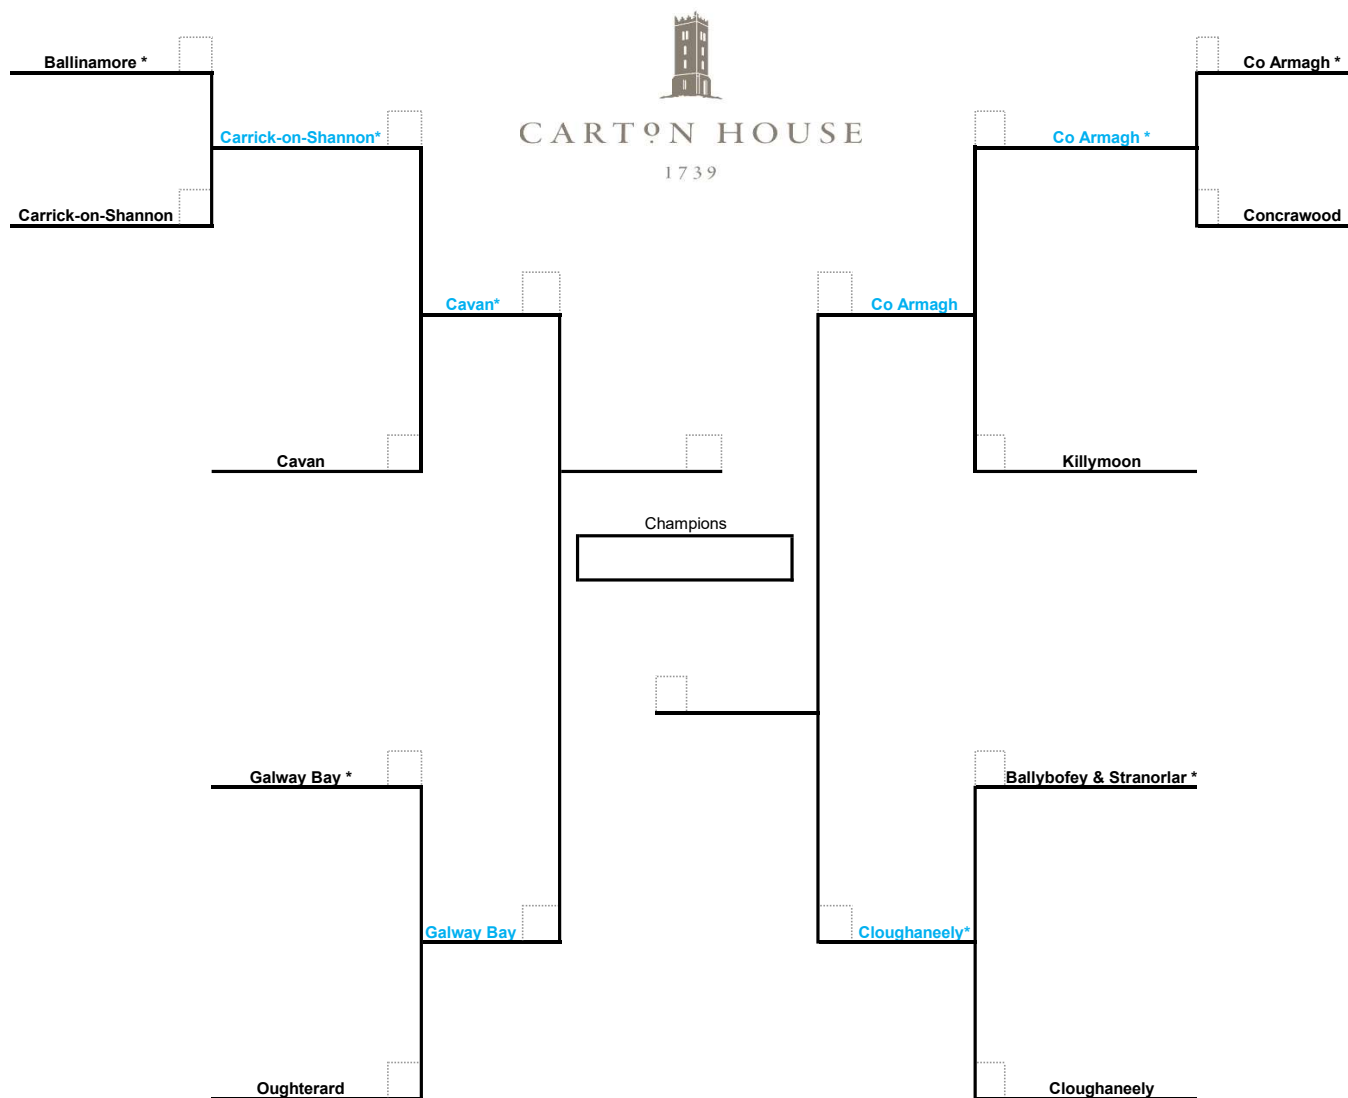 Ballinamore *
Co Armagh *
CARTON HOUSE
1739
Carrick-on-Shannon*
Co Armagh *
Carrick-on-Shannon
Concrawood
Cavan*
Co Armagh
Cavan
Killymoon
Champions
Galway Bay *
Ballybofey & Stranorlar *
Galway Bay
Cloughaneely*
Oughterard
Cloughaneely